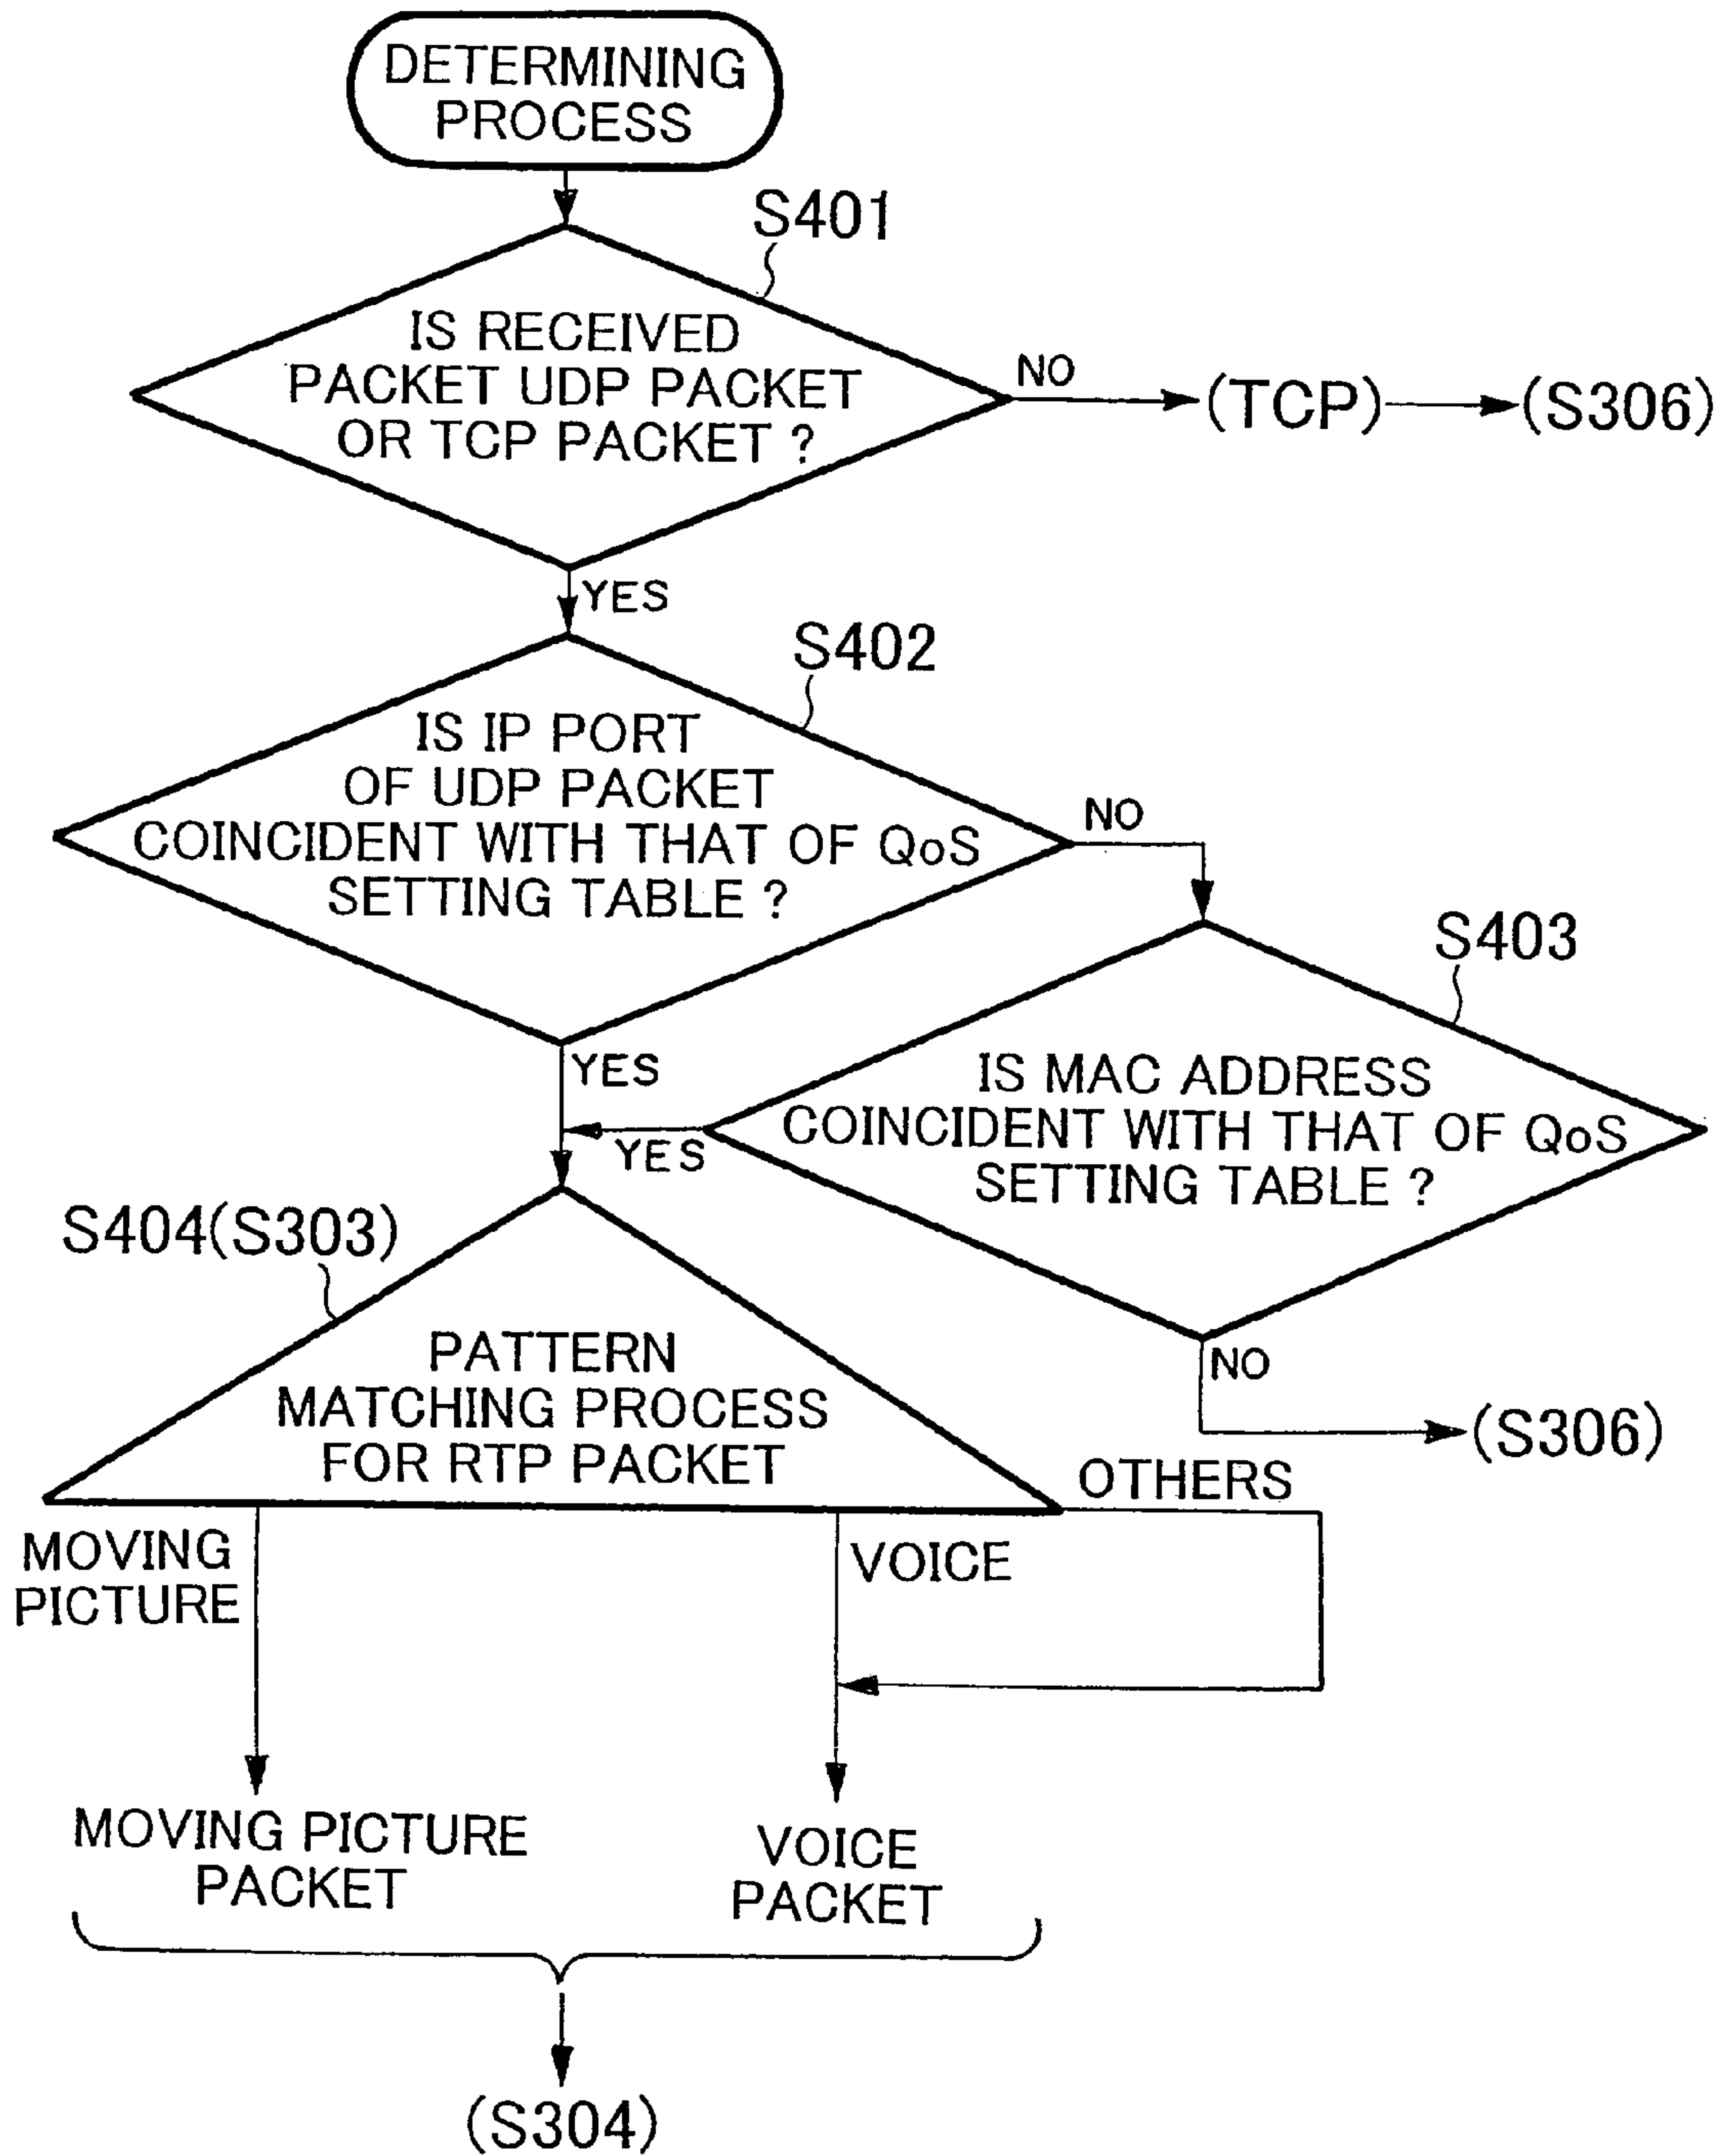 DETERMINING
PROCESS
S401
IS RECEIVED
PACKET UDP PACKET
OR TCP PACKET ?
NO
(TCP)
(S306)
YES
S402
IS IP PORT
OF UDP PACKET
COINCIDENT WITH THAT OF QoS
SETTING TABLE ?
NO
S403
YES
IS MAC ADDRESS
COINCIDENT WITH THAT OF QoS
SETTING TABLE ?
YES
S404(S303)
NO
(S306)
PATTERN
MATCHING PROCESS
FOR RTP PACKET
OTHERS
MOVING
PICTURE
VOICE
MOVING PICTURE
PACKET
VOICE
PACKET
(S304)